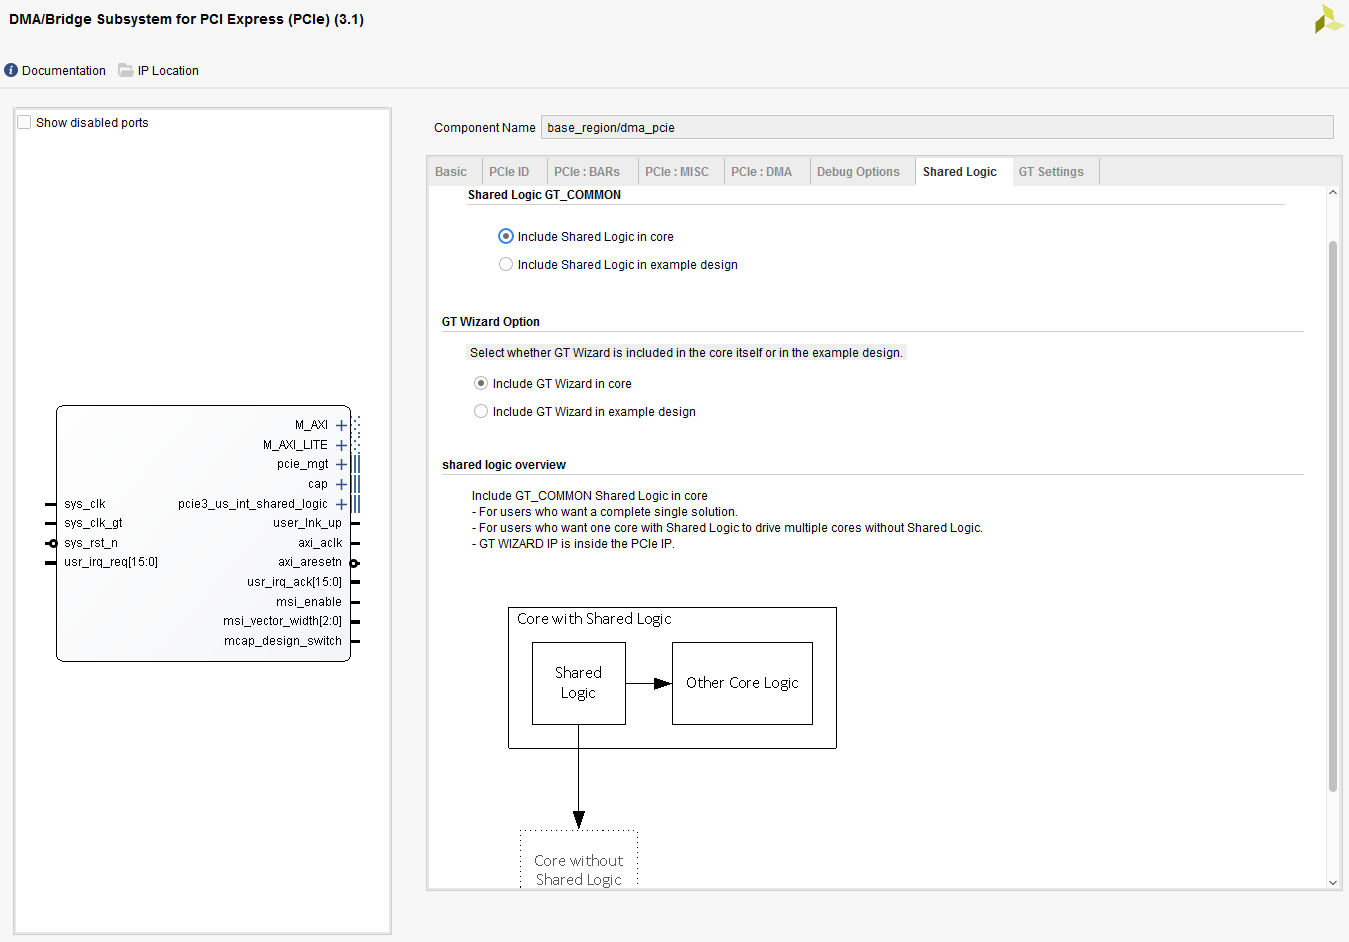 DMA/Bridge Subsystem for PCI Express (PCIe) (3.1)
Documentation IP Location
Show disabled ports
M_AXI
M_AXI_LITE
pcie_mgt
cap
sys_clk pcie3_us_int_shared_logic
sys_clk_gt user_lnk_up
sys_rst_n axi_aclk
usr_irq_req[15:0] axi_aresetn
usr_irq_ack[15:0]
msi_enable
msi_vector_width[2:0]
mcap_design_switch
Component Name base_region/dma_pcie
Basic PCIe ID PCIe : BARs PCIe : MISC PCIe : DMA Debug Options Shared Logic GT Settings
Shared Logic GT_COMMON
Include Shared Logic in core
Include Shared Logic in example design
GT Wizard Option
Select whether GT Wizard is included in the core itself or in the example design.
Include GT Wizard in core
Include GT Wizard in example design
shared logic overview
Include GT_COMMON Shared Logic in core
- For users who want a complete single solution.
- For users who want one core with Shared Logic to drive multiple cores without Shared Logic.
- GT WIZARD IP is inside the PCIe IP.
Core with Shared Logic
Shared
Logic
Other Core Logic
Core without
Shared Logic